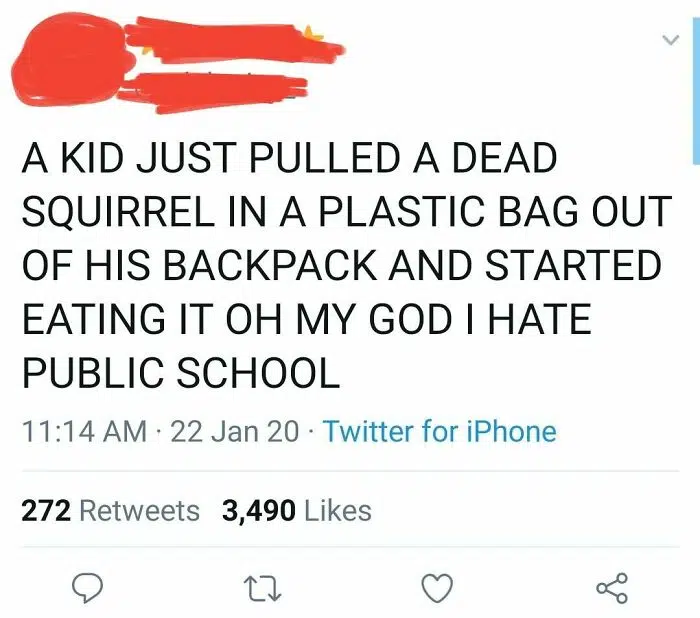 A KID JUST PULLED A DEAD
SQUIRREL IN A PLASTIC BAG OUT
OF HIS BACKPACK AND STARTED
EATING IT OH MY GOD I HATE
PUBLIC SCHOOL
11:14 AM · 22 Jan 20 · Twitter for iPhone
272 Retweets 3,490 Likes